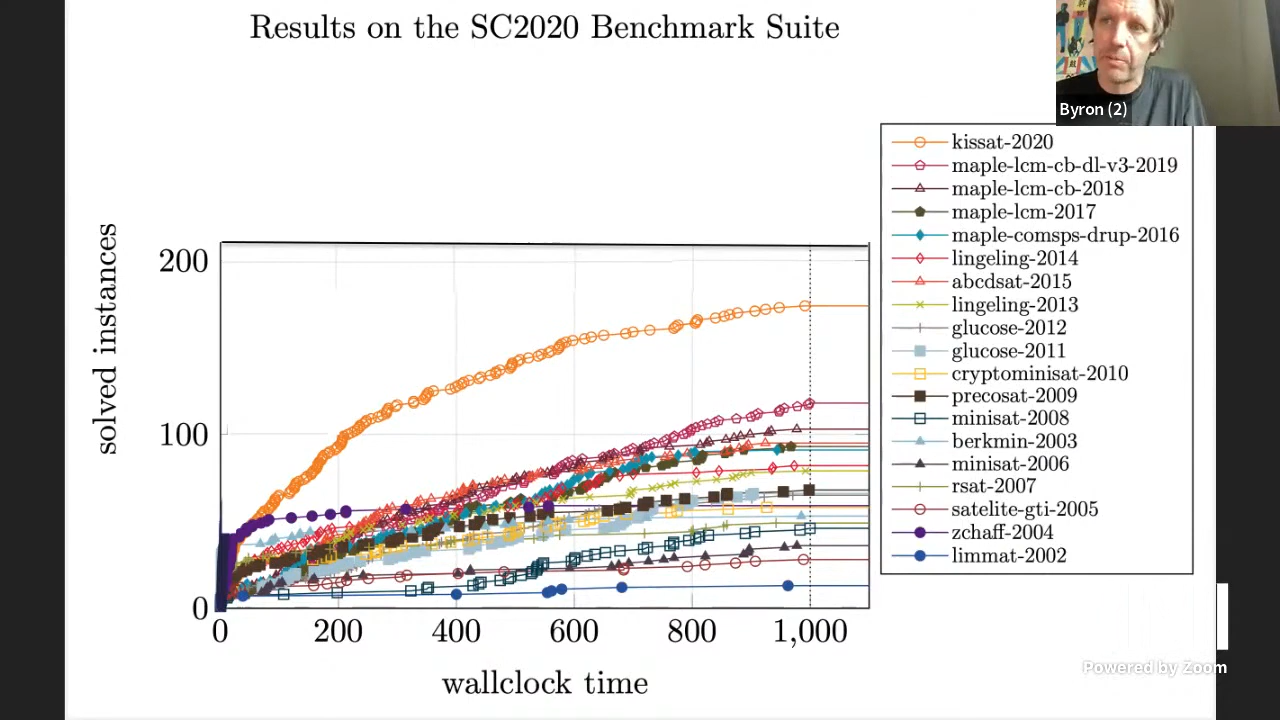 Results on the SC2020 Benchmark Suite
Byron (2)
kissat-2020
maple-lcm-cb-dl-v3-2019
maple-lcm-cb-2018
maple-lcm-2017
maple-comsps-drup-2016
lingeling-2014
abcdsat-2015
lingeling-2013
glucose-2012
glucose-2011
cryptominisat-2010
precosat-2009
minisat-2008
berkmin-2003
minisat-2006
rsat-2007
satelite-gti-2005
zchaff-2004
limmat-2002
solved instances
200
100
0
0 200 400 600 800 1,000
wallclock time
Powered by Zoom